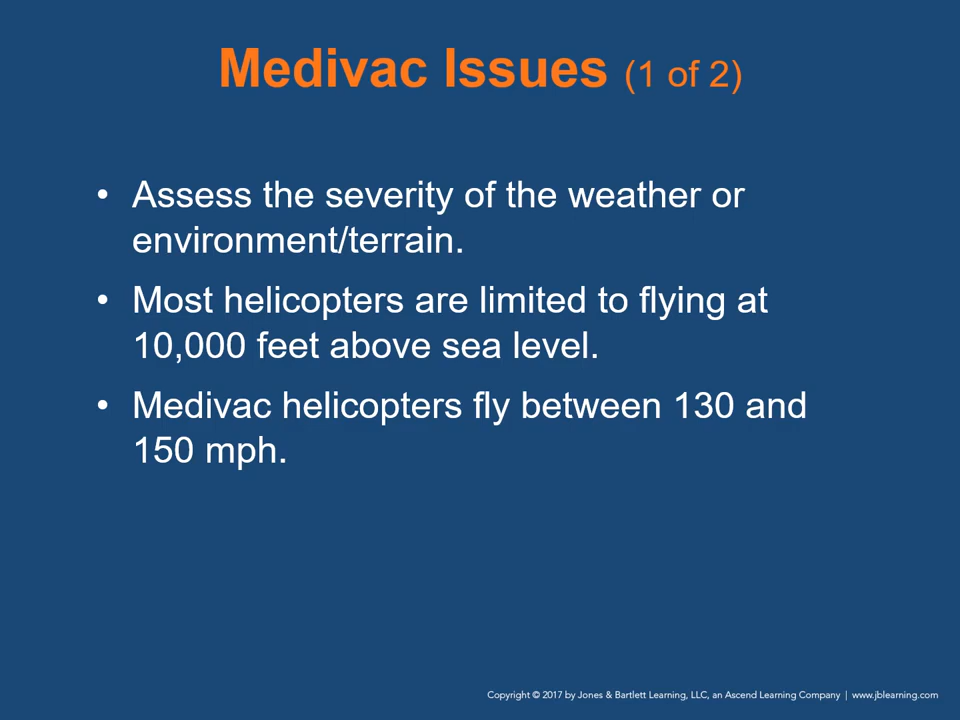 Medivac Issues (1 of 2)
• Assess the severity of the weather or
environment/terrain.
• Most helicopters are limited to flying at
10,000 feet above sea level.
• Medivac helicopters fly between 130 and
150 mph.
Copyright © 2017 by Jones & Bartlett Learning, LLC, an Ascend Learning Company | www.jblearning.com